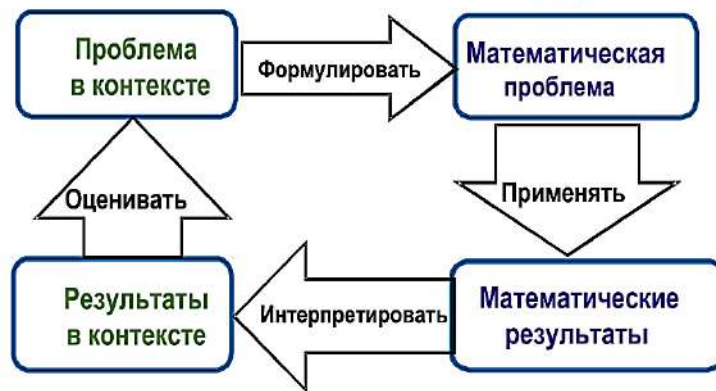 Проблема
в контексте
Формулировать
Математическая
проблема
Оценивать
Применять
Результаты
в контексте
Интерпретировать
Математические
результаты